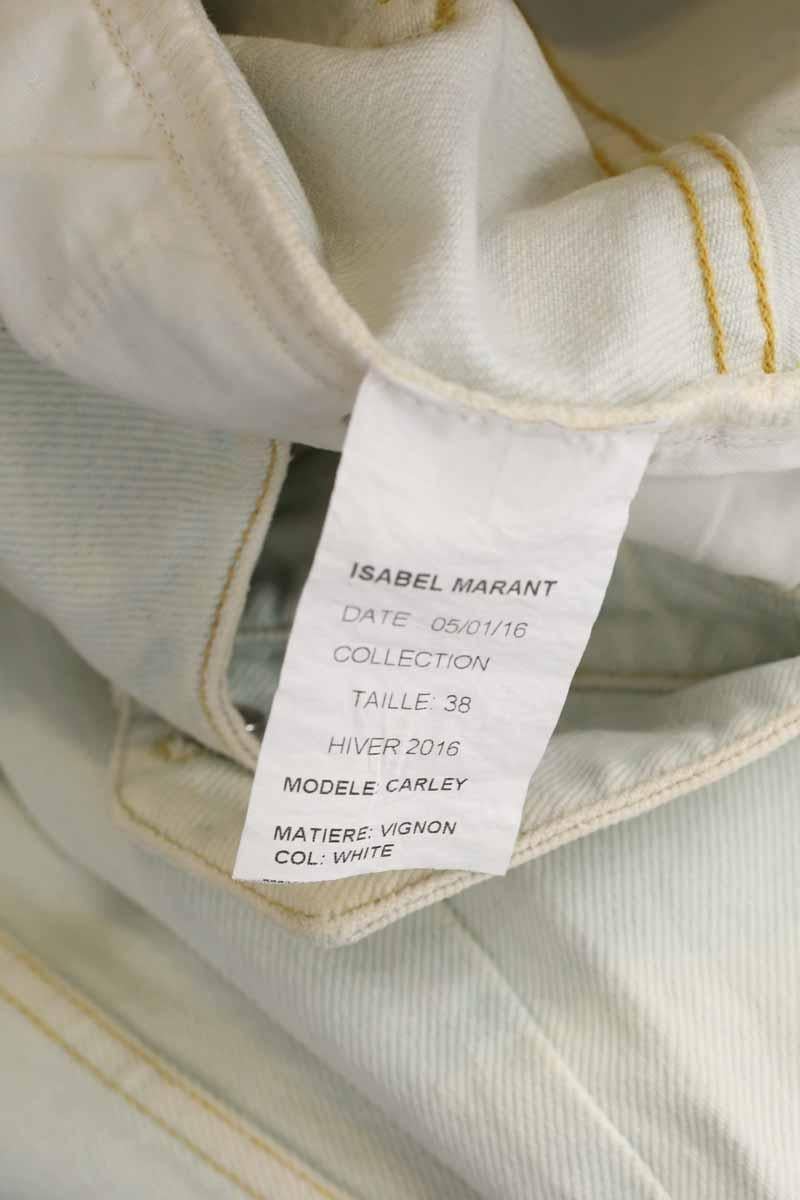 ISABEL MARANT
DATE 05/01/16
COLLECTION
TAILLE: 38
HIVER 2016
MODELE CARLEY
MATIERE: VIGNON
COL: WHITE